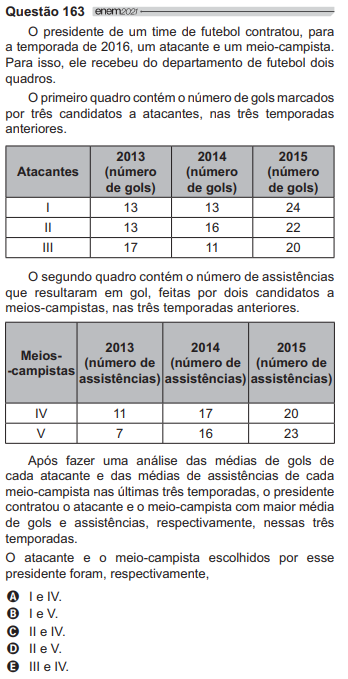 Questão 163 enem2021
O presidente de um time de futebol contratou, para
a temporada de 2016, um atacante e um meio-campista.
Para isso, ele recebeu do departamento de futebol dois
quadros.
O primeiro quadro contém o número de gols marcados
por três candidatos a atacantes, nas três temporadas
anteriores.
Atacantes 2013 (número de gols) 2014 (número de gols) 2015 (número de gols)
I 13 13 24
II 13 16 22
III 17 11 20
O segundo quadro contém o número de assistências
que resultaram em gol, feitas por dois candidatos a
meios-campistas, nas três temporadas anteriores.
Meios--campistas 2013 (número de assistências) 2014 (número de assistências) 2015 (número de assistências)
IV 11 17 20
V 7 16 23
Após fazer uma análise das médias de gols de
cada atacante e das médias de assistências de cada
meio-campista nas últimas três temporadas, o presidente
contratou o atacante e o meio-campista com maior média
de gols e assistências, respectivamente, nessas três
temporadas.
O atacante e o meio-campista escolhidos por esse
presidente foram, respectivamente,
A I e IV.
B I e V.
C II e IV.
D II e V.
E III e IV.